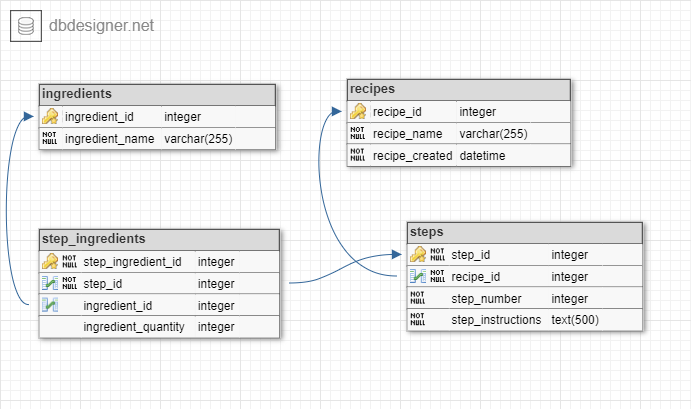 dbdesigner.net
ingredients
ingredient_id integer
NOT NULL ingredient_name varchar(255)
recipes
recipe_id integer
NOT NULL recipe_name varchar(255)
NOT NULL recipe_created datetime
step_ingredients
NOT NULL step_ingredient_id integer
NOT NULL step_id integer
ingredient_id integer
ingredient_quantity integer
steps
NOT NULL step_id integer
NOT NULL recipe_id integer
NOT NULL step_number integer
NOT NULL step_instructions text(500)